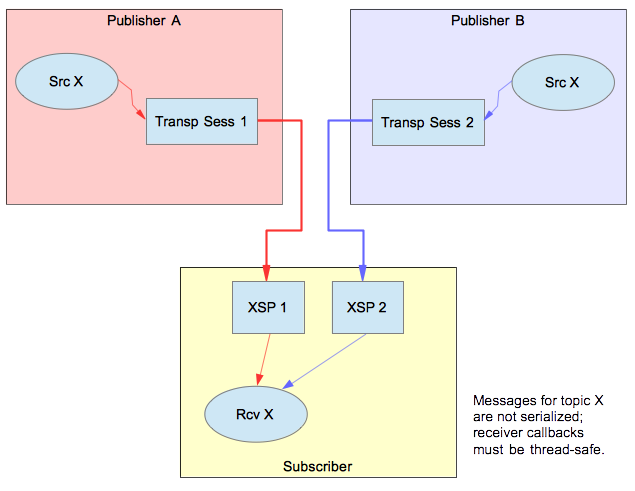 Publisher A
Publisher B
Src X
Src X
Transp Sess 1
Transp Sess 2
XSP 1
XSP 2
Rcv X
Messages for topic X
are not serialized;
receiver callbacks
must be thread-safe.
Subscriber